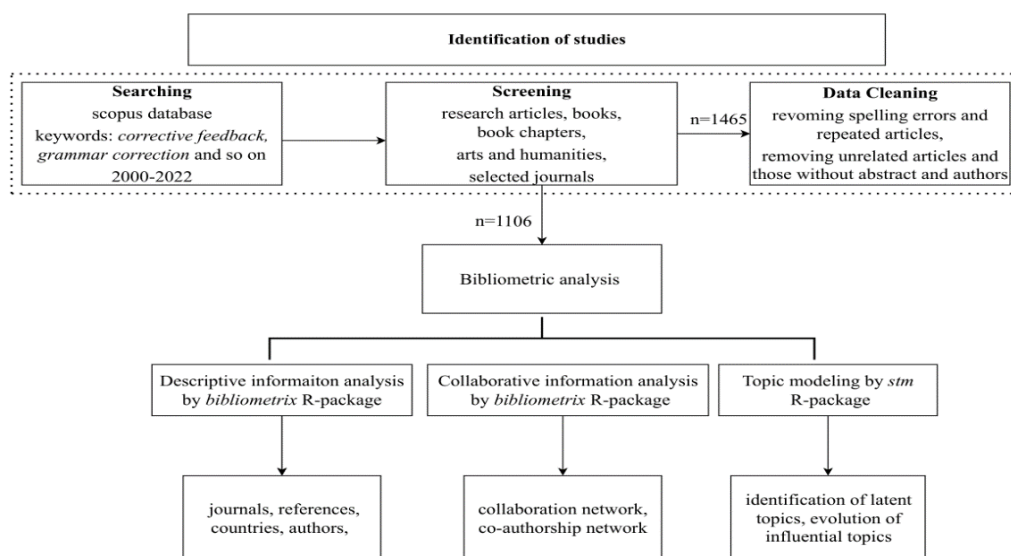 Identification of studies
Searching
scopus database
keywords: corrective feedback,
grammar correction and so on
2000-2022
Screening
research articles, books,
book chapters,
arts and humanities,
selected journals
n=1465
Data Cleaning
revoming spelling errors and
repeated articles,
removing unrelated articles and
those without abstract and authors
n=1106
Bibliometric analysis
Descriptive informaiton analysis
by bibliometrix R-package
Collaborative information analysis
by bibliometrix R-package
Topic modeling by stm
R-package
journals, references,
countries, authors,
collaboration network,
co-authorship network
identification of latent
topics, evolution of
influential topics